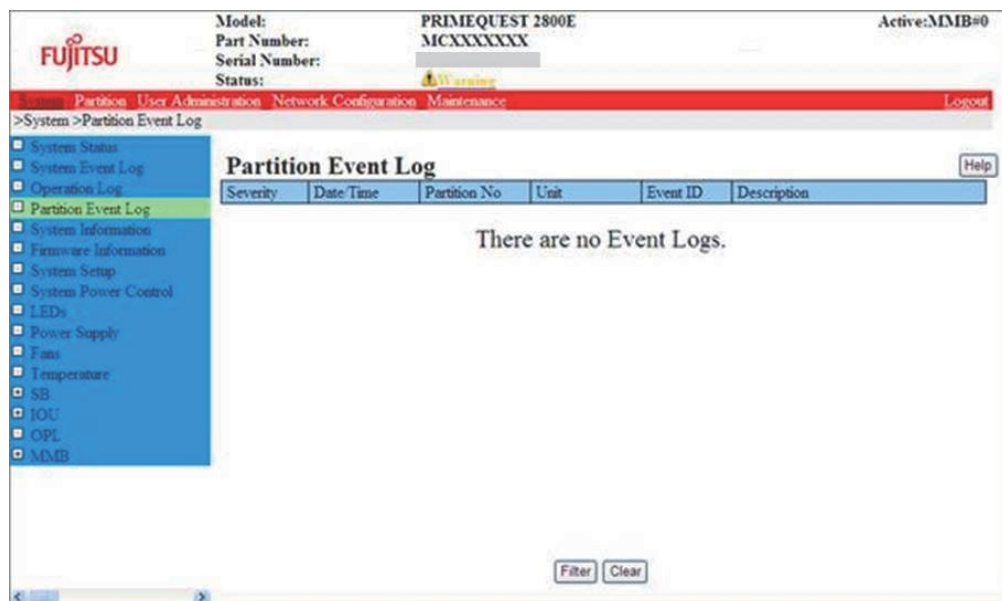 FUJITSU
Model: PRIMEQUEST 2800E Active:MMB#0
Part Number: MCXXXXXXX
Serial Number:
Status: Warning
System Partition User Administration Network Configuration Maintenance Logout
>System >Partition Event Log
System Status
System Event Log
Operation Log
Partition Event Log
System Information
Firmware Information
System Setup
System Power Control
LEDs
Power Supply
Fans
Temperature
SB
IOU
OPL
MMB
Partition Event Log Help
Severity Date/Time Partition No Unit Event ID Description
There are no Event Logs.
Filter Clear